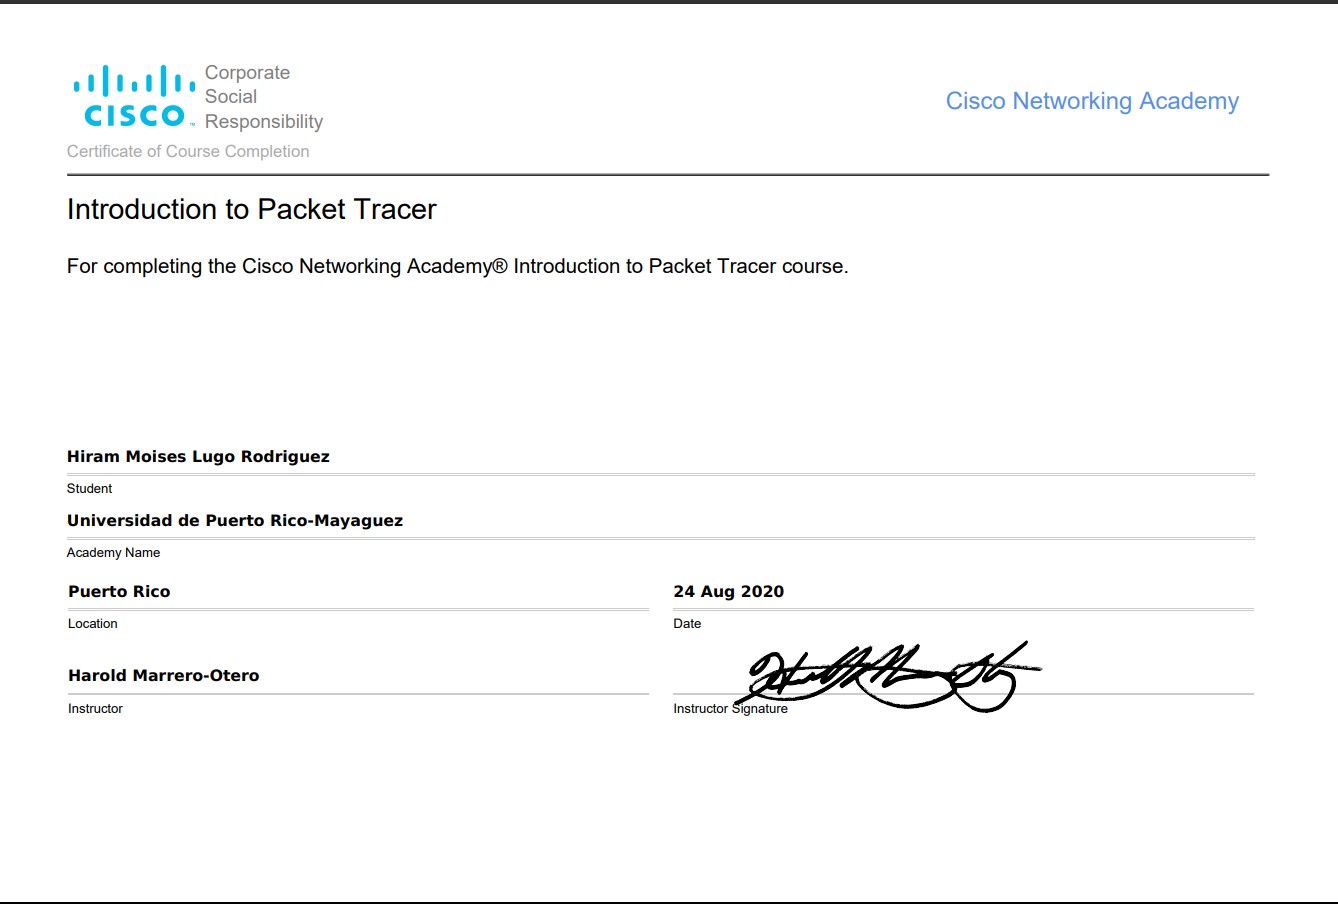 Corporate
Social
Responsibility
CISCO™
Cisco Networking Academy
Certificate of Course Completion
Introduction to Packet Tracer
For completing the Cisco Networking Academy® Introduction to Packet Tracer course.
Hiram Moises Lugo Rodriguez
Student
Universidad de Puerto Rico-Mayaguez
Academy Name
Puerto Rico
24 Aug 2020
Location
Date
Harold Marrero-Otero
Instructor
Instructor Signature